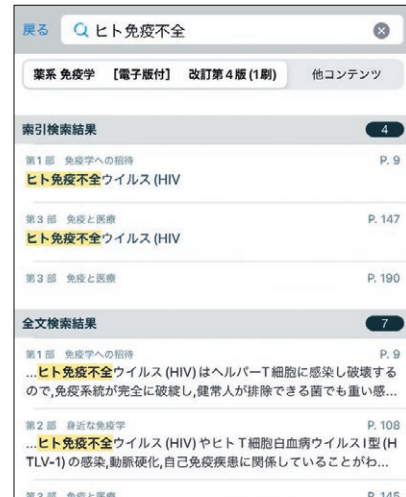 戻る ヒト免疫不全
薬系 免疫学 [電子版付] 改訂第4版(1刷) 他コンテンツ
索引検索結果 4
第1部 免疫学への招待 P. 9
ヒト免疫不全ウイルス(HIV
第3部 免疫と医療 P. 147
ヒト免疫不全ウイルス(HIV
第3部 免疫と医療 P. 190
全文検索結果 7
第1部 免疫学への招待 P. 9
...ヒト免疫不全ウイルス(HIV)はヘルパーT細胞に感染し破壊する
ので,免疫系統が完全に破綻し,健常人が排除できる菌でも重い感...
第2部 身近な免疫学 P. 108
...ヒト免疫不全ウイルス(HIV)やヒトT細胞白血病ウイルスI型(H
TLV-1)の感染,動脈硬化,自己免疫疾患に関係していることがわ...
第3部 免疫と医療 P. 145